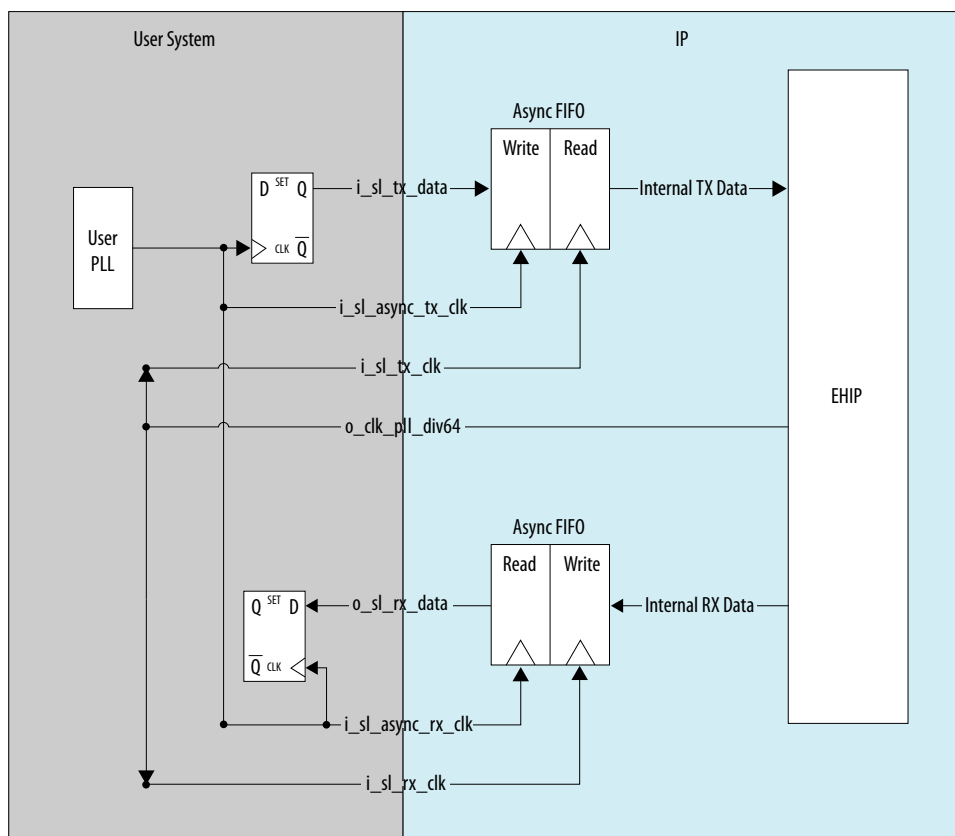 User System
IP
Async FIFO
Write
Read
D SET Q
CLK Q
i_sl_tx_data
Internal TX Data
User
PLL
i_sl_async_tx_clk
i_sl_tx_clk
EHIP
o_clk_pll_div64
Async FIFO
Read
Write
Q SET D
Q CLK
o_sl_rx_data
Internal RX Data
i_sl_async_rx_clk
i_sl_rx_clk